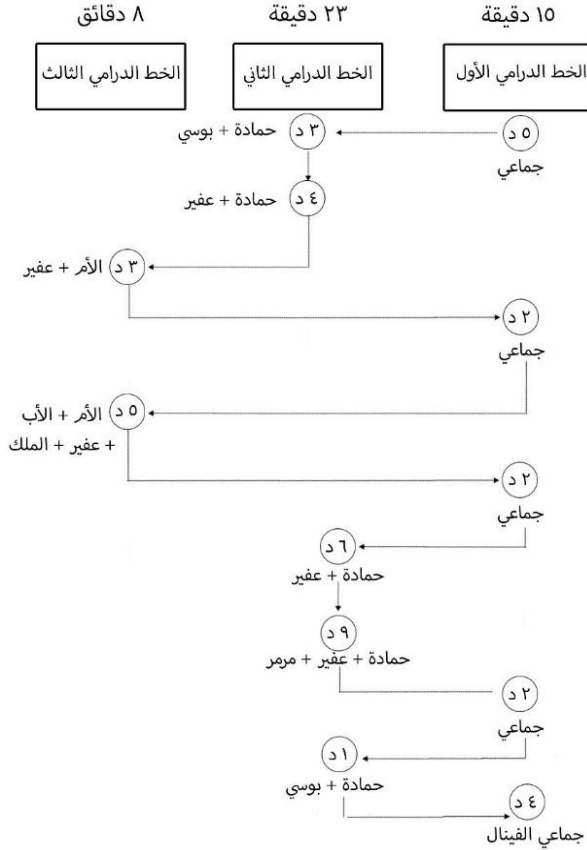 ١٥ دقيقة ٢٣ دقيقة ٨ دقائق
الخط الدرامي الأول الخط الدرامي الثاني الخط الدرامي الثالث
٥ د ٣ د حمادة + بوسي
جماعي
٤ د حمادة + عفير
٣ د الأم + عفير
٢ د
جماعي
٥ د الأم + الأب
+ عفير + الملك
٢ د
جماعي
٦ د
حمادة + عفير
٩ د
حمادة + عفير + مرمر
٢ د
جماعي
١ د
حمادة + بوسي
٤ د
جماعي الفينال